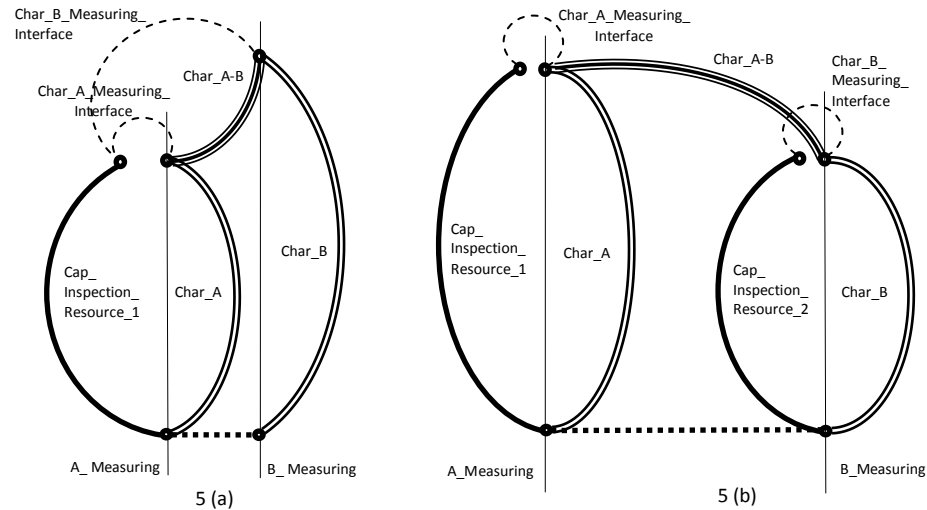 Char_B_Measuring_
Interface
Char_A-B
Char_A_Measuring_
Interface
Char_B
Cap_
Inspection_
Resource_1
Char_A
A_ Measuring
B_ Measuring
5 (a)
Char_A_Measuring_
Interface
Char_A-B
Char_B_
Measuring_
Interface
Cap_
Inspection_
Resource_1
Char_A
Cap_
Inspection_
Resource_2
Char_B
A_Measuring
B_Measuring
5 (b)